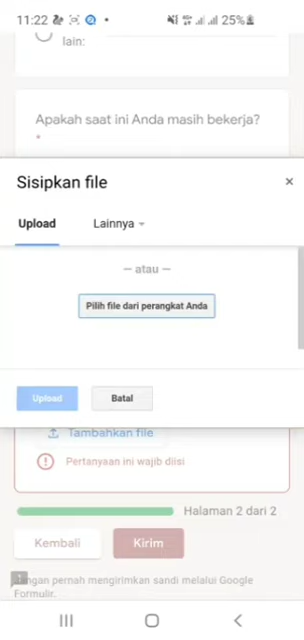 11:22
25%
lain:
Apakah saat ini Anda masih bekerja?
*
Sisipkan file
×
Upload
Lainnya
— atau —
Pilih file dari perangkat Anda
Upload
Batal
Tambahkan file
Pertanyaan ini wajib diisi
Halaman 2 dari 2
Kembali
Kirim
ngan pernah mengirimkan sandi melalui Google
Formulir.